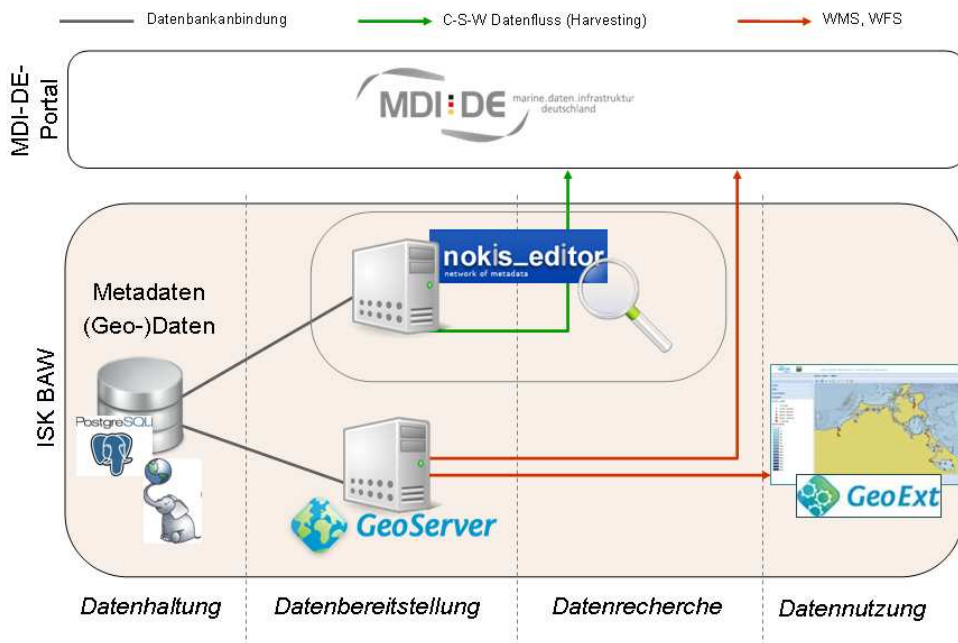 Datenbankanbindung
C-S-W Datenfluss (Harvesting)
WMS, WFS
MDI-DE-
Portal
MDI:DE
marine.daten.infrastruktur
deutschland
ISK BAW
nokis_editor
network of metadata
Metadaten
(Geo-)Daten
PostgreSQL
GeoServer
GeoExt
Datenhaltung
Datenbereitstellung
Datenrecherche
Datennutzung